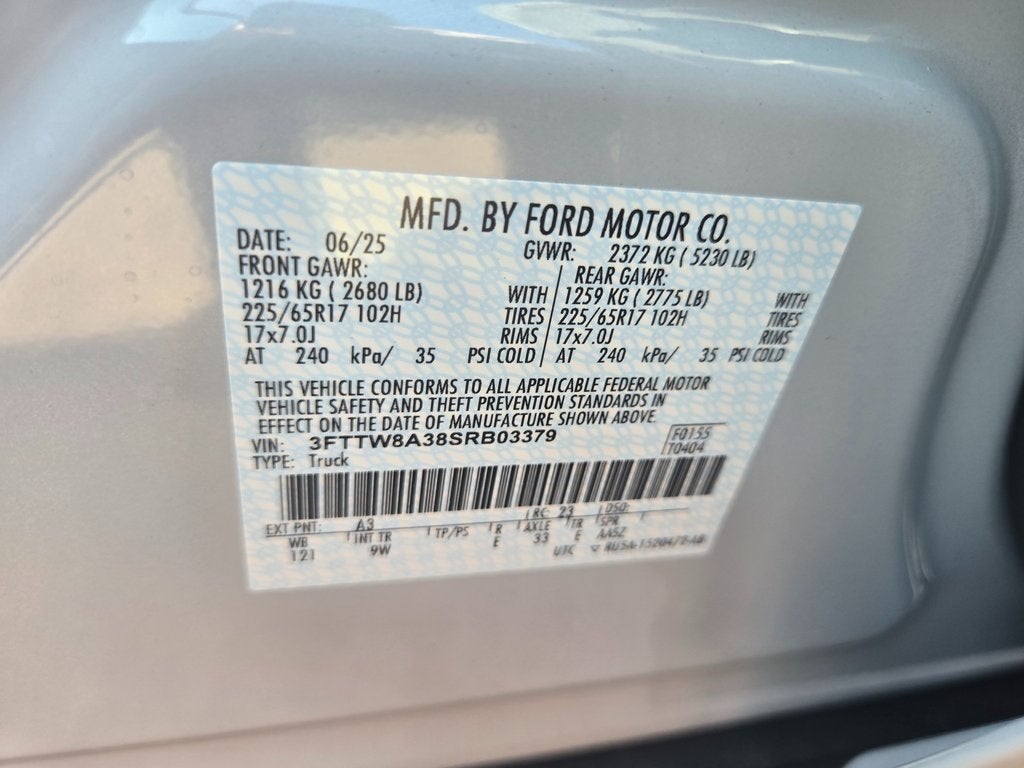 MFD. BY FORD MOTOR CO.
DATE: 06/25 GVWR: 2372 KG ( 5230 LB)
FRONT GAWR: REAR GAWR:
1216 KG ( 2680 LB) WITH 1259 KG ( 2775 LB) WITH
225/65R17 102H TIRES 225/65R17 102H TIRES
17x7.0J RIMS 17x7.0J RIMS
AT 240 kPa/ 35 PSI COLD AT 240 kPa/ 35 PSI COLD
THIS VEHICLE CONFORMS TO ALL APPLICABLE FEDERAL MOTOR
VEHICLE SAFETY AND THEFT PREVENTION STANDARDS IN
EFFECT ON THE DATE OF MANUFACTURE SHOWN ABOVE.
VIN: 3FTTW8A38SRB03379 F0155
TYPE: Truck T0404
EXT PNT: A3 RC: 23 DSO:
WB INT TR TP/PS R AXLE TR SPR
121 9W E 33 E AASZ
UTC